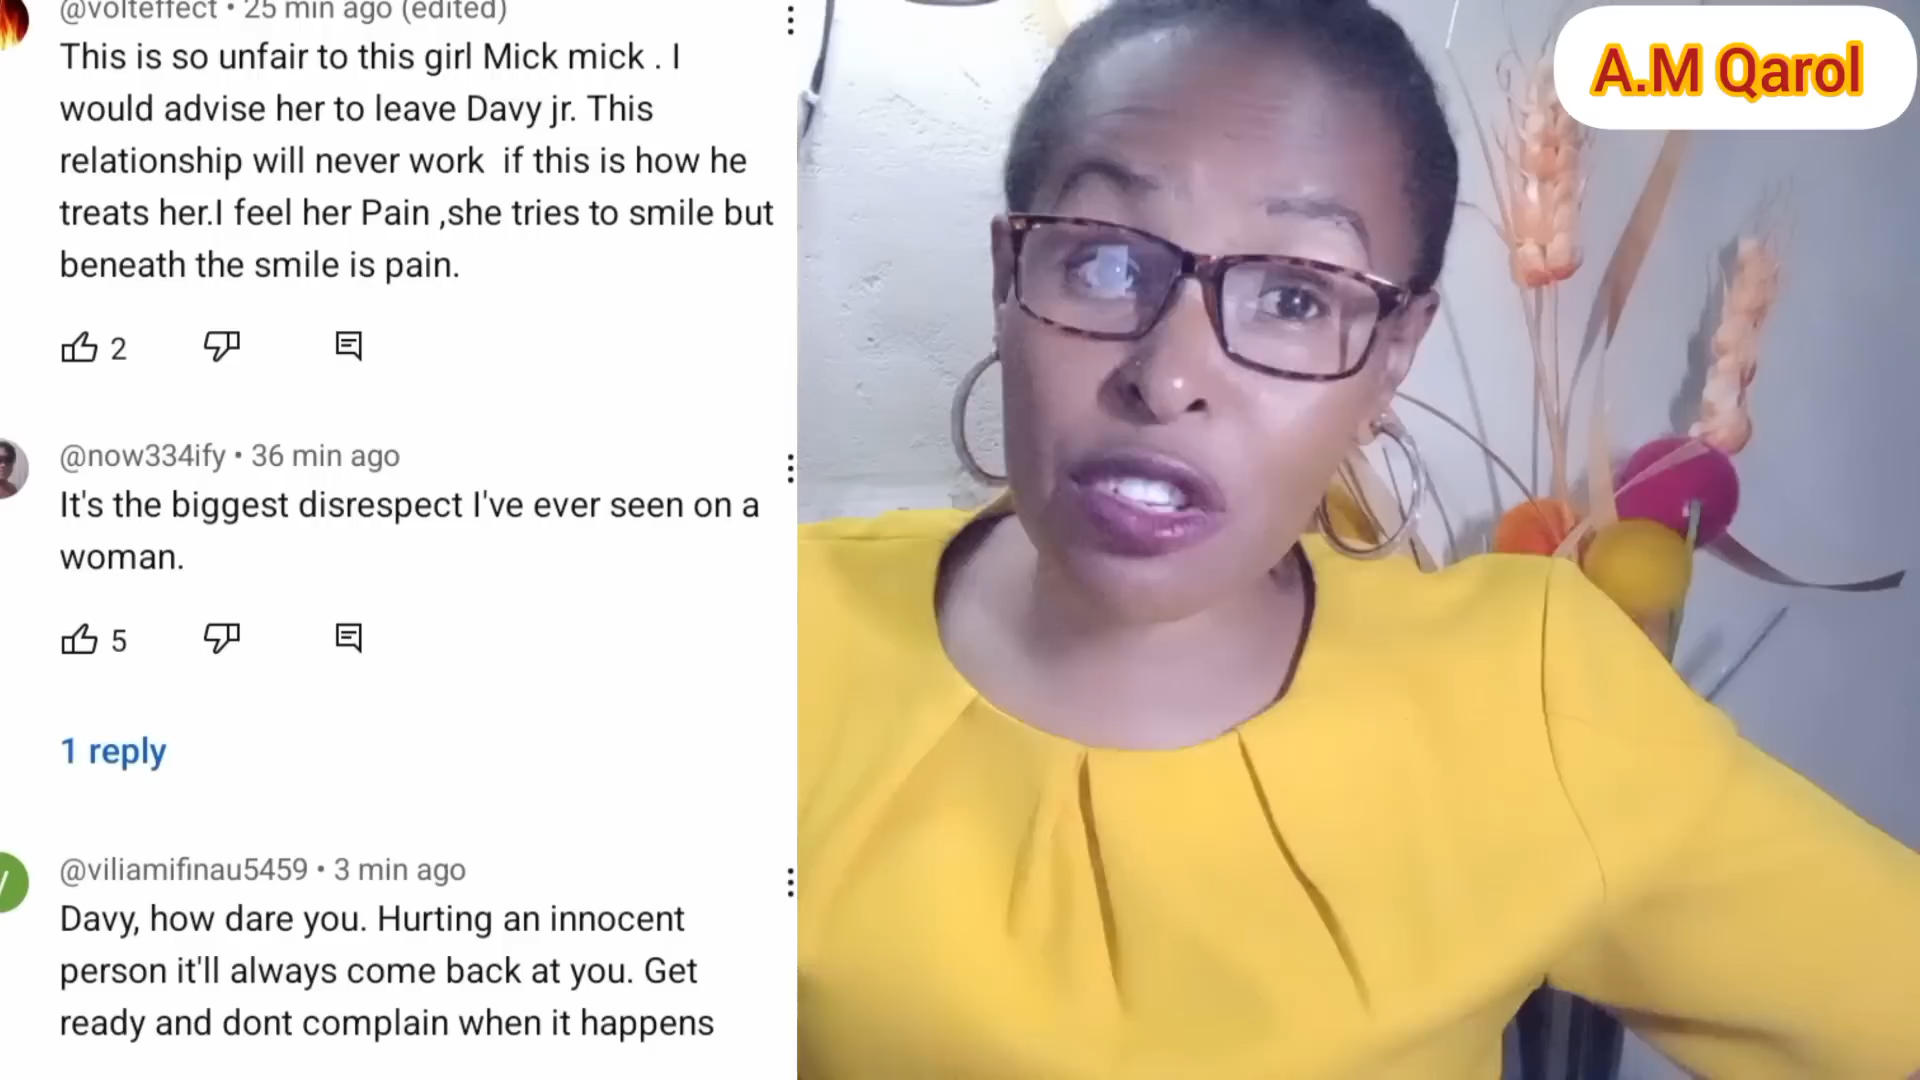 @volteffect • 25 min ago (edited)
This is so unfair to this girl Mick mick . I
would advise her to leave Davy jr. This
relationship will never work if this is how he
treats her.I feel her Pain ,she tries to smile but
beneath the smile is pain.
2
@now334ify • 36 min ago
It's the biggest disrespect I've ever seen on a
woman.
5
1 reply
@viliamifinau5459 • 3 min ago
Davy, how dare you. Hurting an innocent
person it'll always come back at you. Get
ready and dont complain when it happens
A.M Qarol